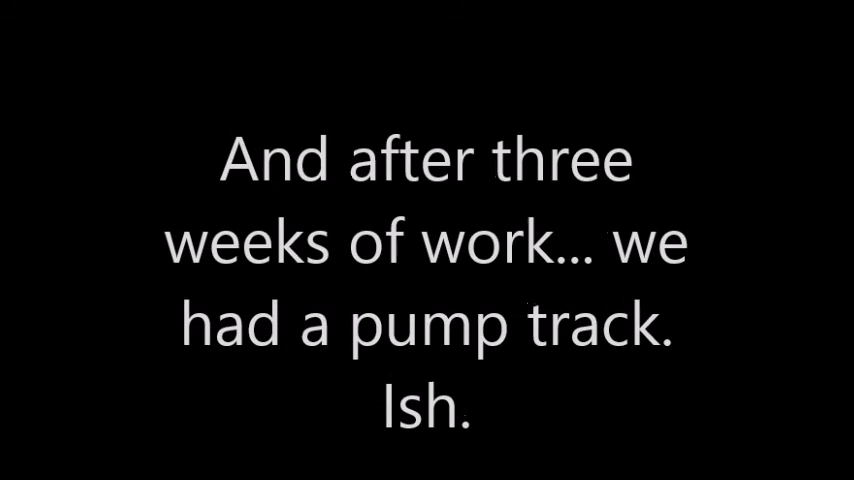 And after three
weeks of work... we
had a pump track.
Ish.